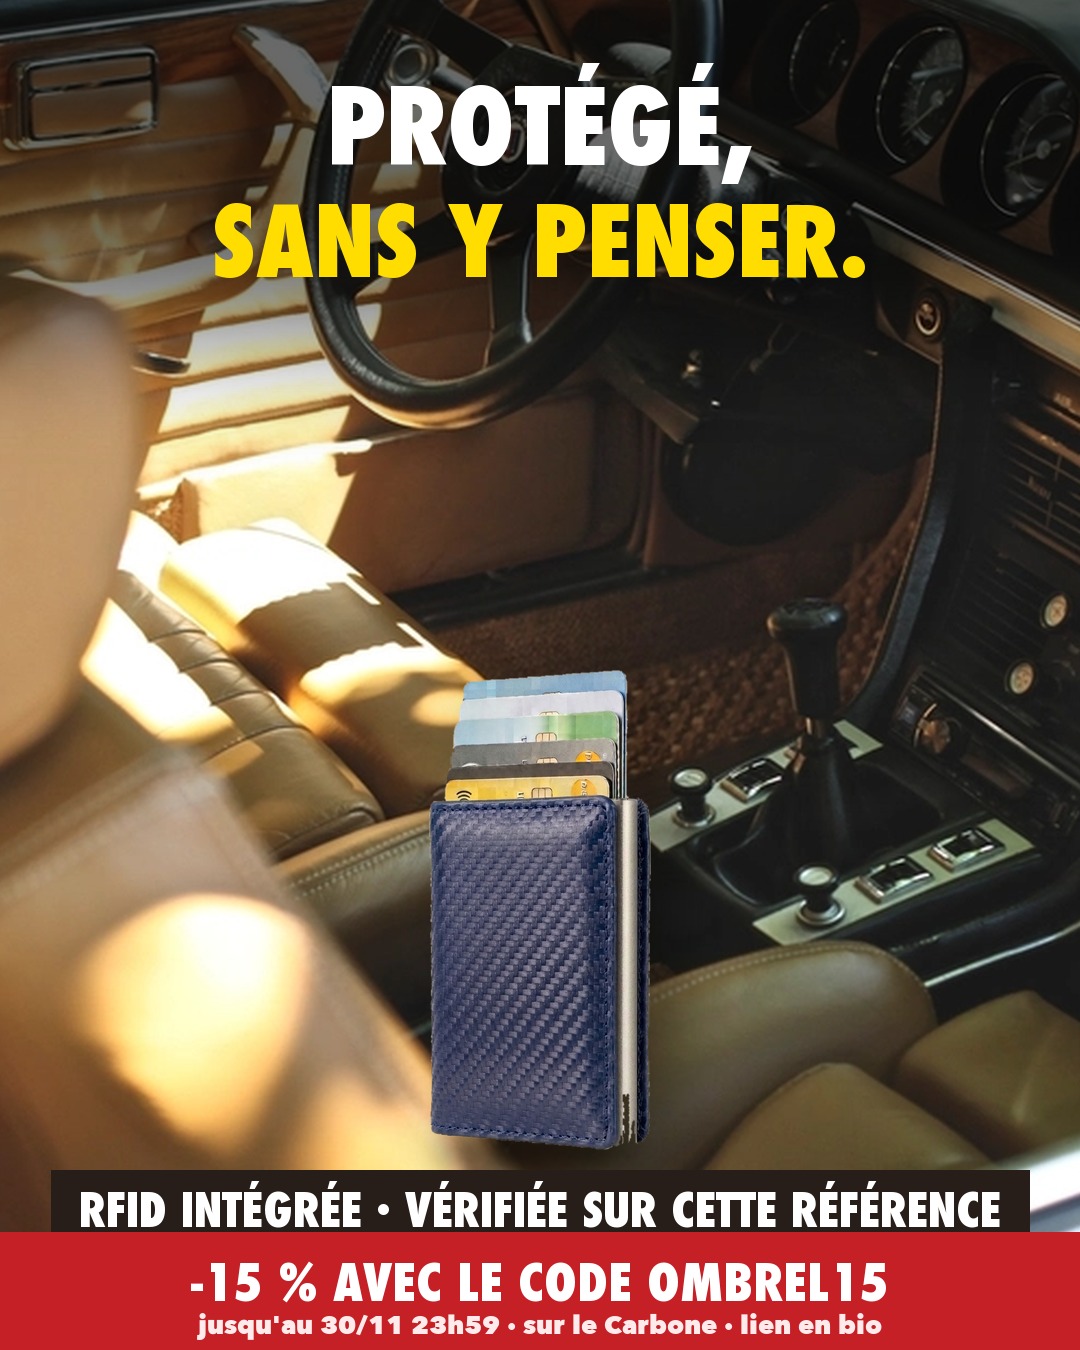 PROTÉGÉ,
SANS Y PENSER.
RFID INTÉGRÉE · VÉRIFIÉE SUR CETTE RÉFÉRENCE
-15 % AVEC LE CODE OMBREL15
jusqu'au 30/11 23h59 · sur le Carbone · lien en bio